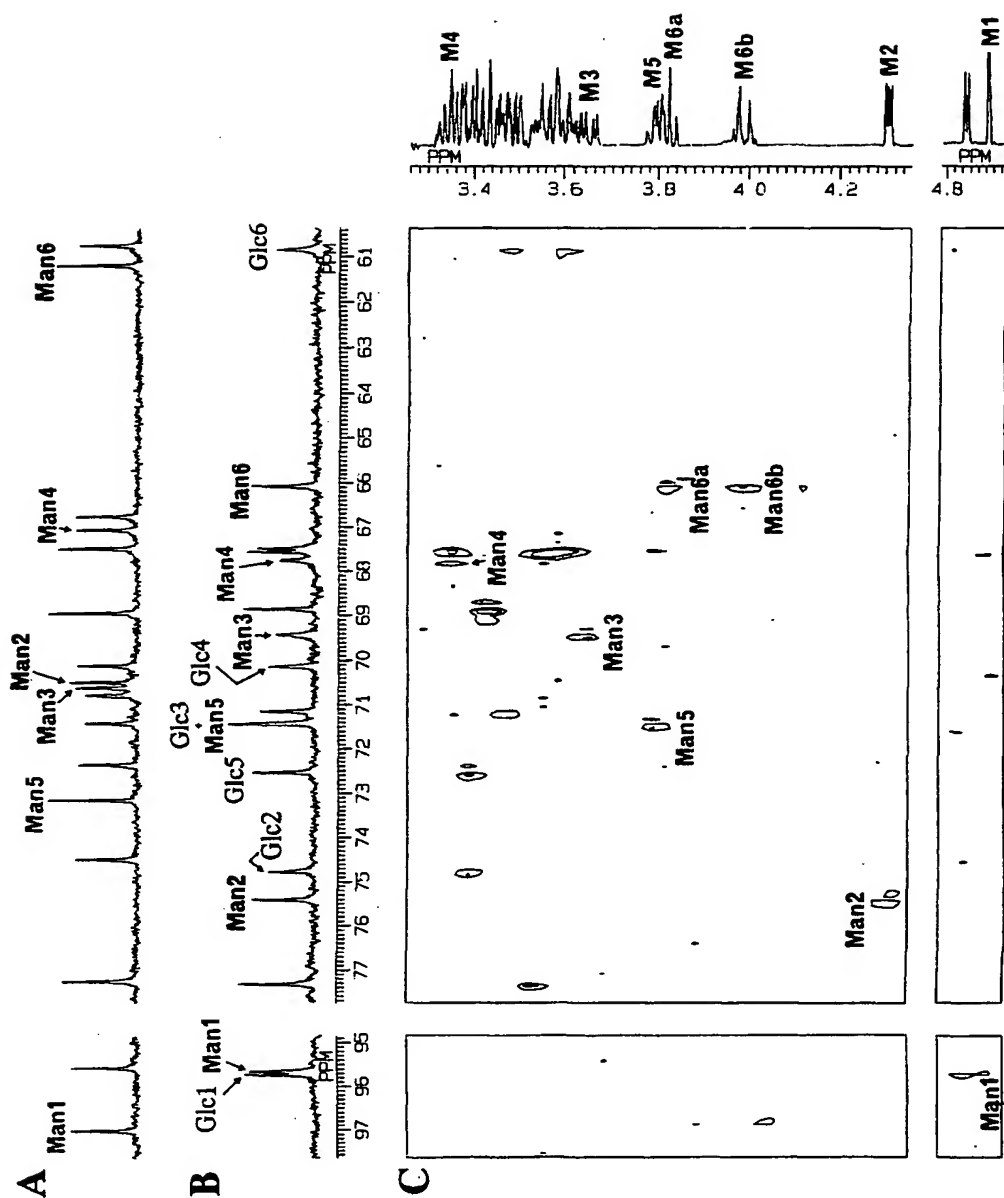 A
Man1
Man5
Man3
Man2
Man4
Man6
B
Glc1
Man1
Man2
Glc2
Glc5
Glc3
Man5
Glc4
Man3
Man4
Man6
Glc6
97
96
95
PPM
77
76
75
74
73
72
71
70
69
68
67
66
65
64
63
62
61
PPM
C
Man4
Man3
Man5
Man6a
Man6b
Man2
Man1
PPM
3.4
3.6
3.8
4.0
4.2
PPM
4.8
M4
M3
M5
M6a
M6b
M2
M1